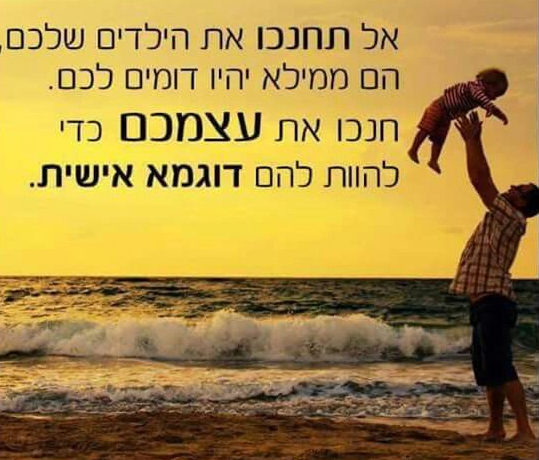 אל תחנכו את הילדים שלכם,
הם ממילא יהיו דומים לכם.
חנכו את עצמכם כדי
להוות להם דוגמא אישית.